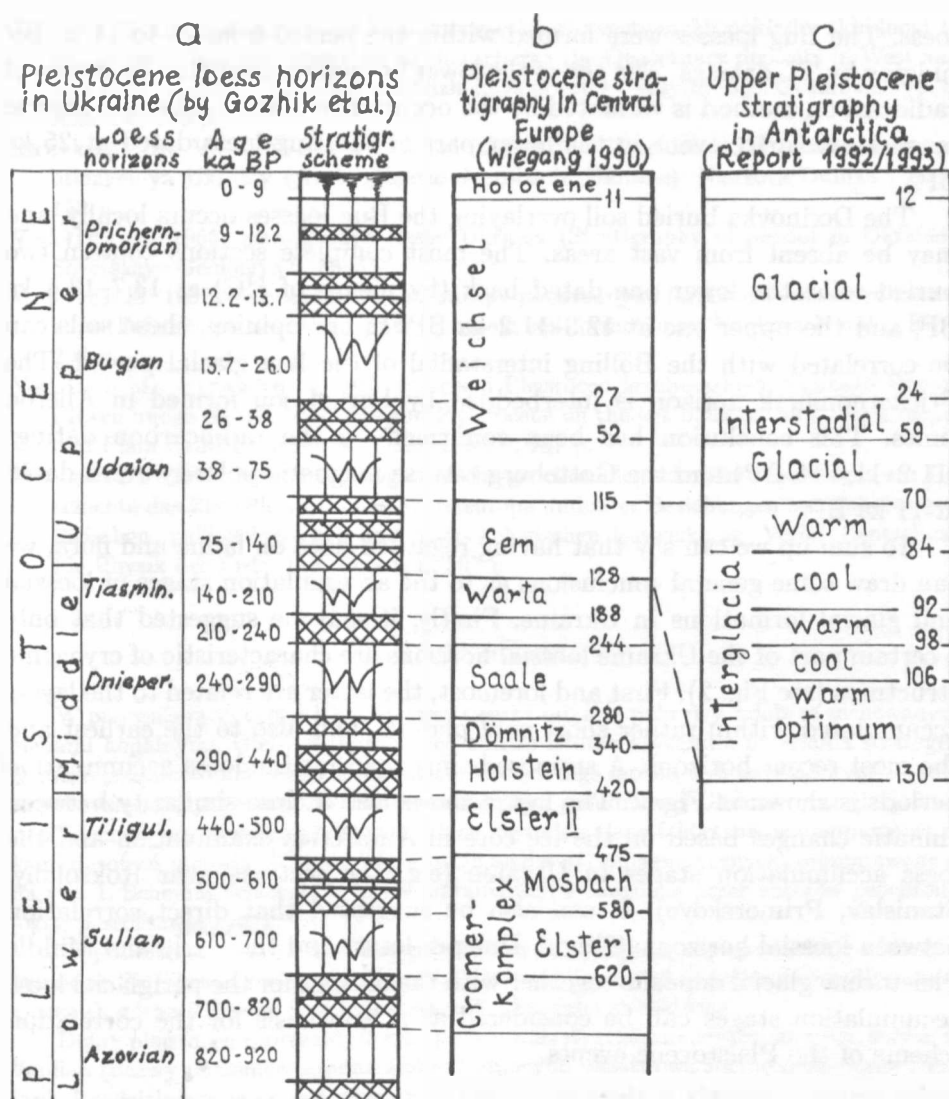 a
Pleistocene loess horizons
in Ukraine (by Gozhik et al.)
Loess
horizons
Age
ka BP
Stratigr.
scheme
PLEISTOCENE
Upper
Middle
Lower
0-9
Prichern-
omorian
9-12.2
12.2-13.7
Bugian
13.7-26.0
26-38
Udaian
38-75
75-140
Tiasmin.
140-210
210-240
Dnieper.
240-290
290-440
Tiligul.
440-500
500-610
Sulian
610-700
700-820
Azovian
820-920
b
Pleistocene stra-
tigraphy In Central
Europe
(Wiegang 1990)
Holocene
11
Weichsel
27
52
115
Eem
128
Warta
188
244
Saale
280
Dömnitz
340
Holstein
420
Elster II
475
Cromer
komplex
Mosbach
580
Elster I
620
c
Upper Pleistocene
stratigraphy
in Antarctica
(Report 1992/1993)
12
Glacial
24
Interstadial
59
Glacial
70
Interglacial
Warm
84
cool
92
Warm
98
cool
106
Warm
optimum
130